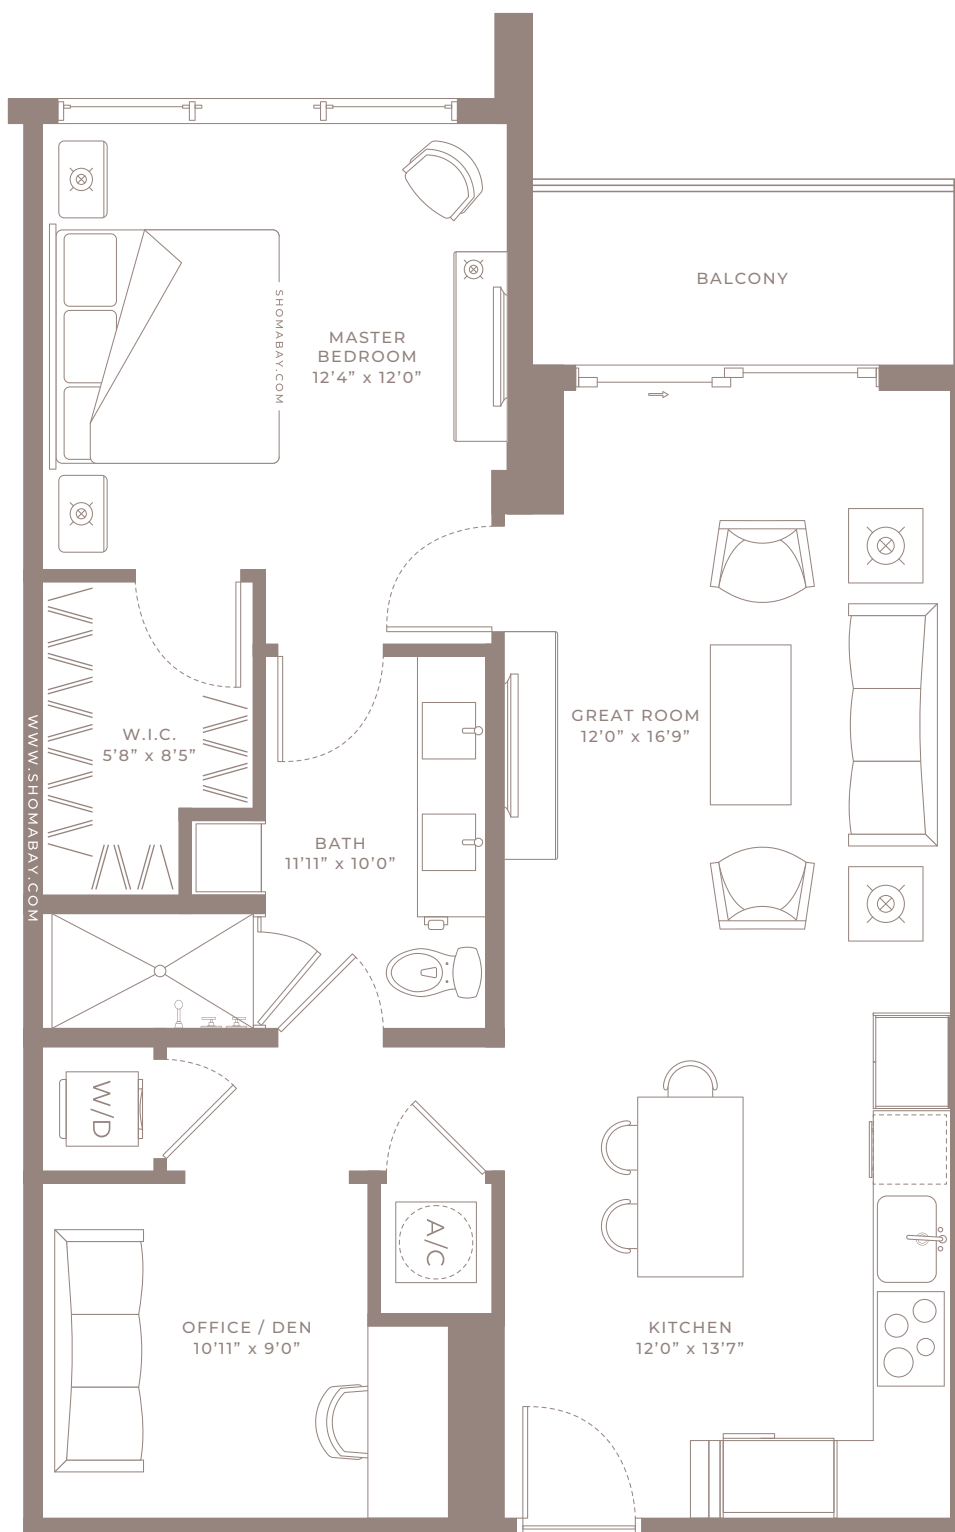 BALCONY
SHOMABAY.COM
MASTER
BEDROOM
12’4” x 12’0”
GREAT ROOM
12’0” x 16’9”
W.I.C.
5’8” x 8’5”
WWW.SHOMABAY.COM
BATH
11’11” x 10’0”
W/D
A/C
OFFICE / DEN
10’11” x 9’0”
KITCHEN
12’0” x 13’7”